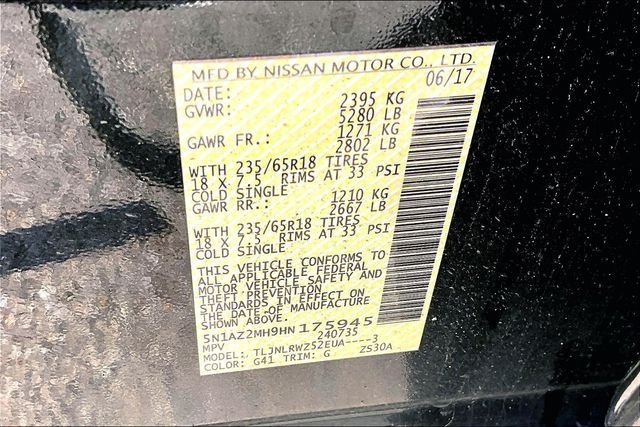 MFD BY NISSAN MOTOR CO., LTD.
DATE: 06/17
GVWR: 2395 KG
5280 LB
GAWR FR.: 1271 KG
2802 LB
WITH 235/65R18 TIRES
18 X 7.5 RIMS AT 33 PSI
COLD SINGLE
GAWR RR.: 1210 KG
2667 LB
WITH 235/65R18 TIRES
18 X 7.5 RIMS AT 33 PSI
COLD SINGLE
THIS VEHICLE CONFORMS TO
ALL APPLICABLE FEDERAL
MOTOR VEHICLE SAFETY AND
THEFT PREVENTION
STANDARDS IN EFFECT ON
THE DATE OF MANUFACTURE
SHOWN ABOVE.
5N1AZ2MH9HN175945
MPV 240735
MODEL: TLJNLRWZ52EUA----3
COLOR: G41 TRIM: G ZS30A